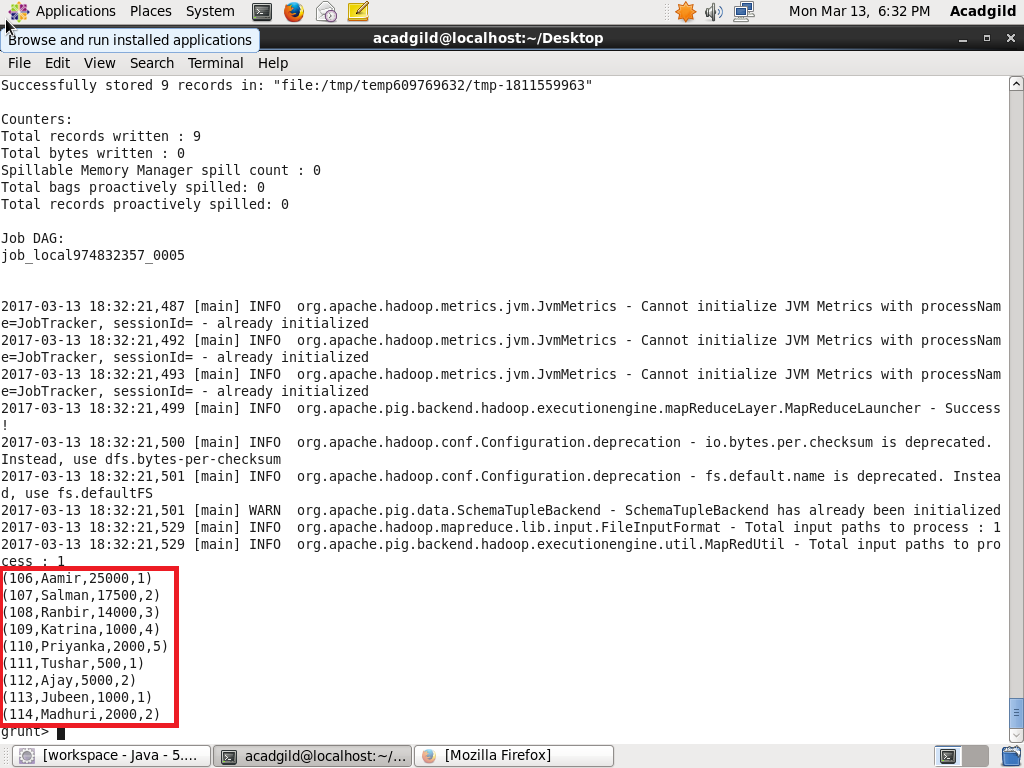 Applications Places System Mon Mar 13, 6:32 PM Acadgild
Browse and run installed applications
acadgild@localhost:~/Desktop
File Edit View Search Terminal Help
Successfully stored 9 records in: "file:/tmp/temp609769632/tmp-1811559963"
Counters:
Total records written : 9
Total bytes written : 0
Spillable Memory Manager spill count : 0
Total bags proactively spilled: 0
Total records proactively spilled: 0
Job DAG:
job_local974832357_0005
2017-03-13 18:32:21,487 [main] INFO  org.apache.hadoop.metrics.jvm.JvmMetrics - Cannot initialize JVM Metrics with processNam
e=JobTracker, sessionId= - already initialized
2017-03-13 18:32:21,492 [main] INFO  org.apache.hadoop.metrics.jvm.JvmMetrics - Cannot initialize JVM Metrics with processNam
e=JobTracker, sessionId= - already initialized
2017-03-13 18:32:21,493 [main] INFO  org.apache.hadoop.metrics.jvm.JvmMetrics - Cannot initialize JVM Metrics with processNam
e=JobTracker, sessionId= - already initialized
2017-03-13 18:32:21,499 [main] INFO  org.apache.pig.backend.hadoop.executionengine.mapReduceLayer.MapReduceLauncher - Success
!
2017-03-13 18:32:21,500 [main] INFO  org.apache.hadoop.conf.Configuration.deprecation - io.bytes.per.checksum is deprecated.
Instead, use dfs.bytes-per-checksum
2017-03-13 18:32:21,501 [main] INFO  org.apache.hadoop.conf.Configuration.deprecation - fs.default.name is deprecated. Instea
d, use fs.defaultFS
2017-03-13 18:32:21,501 [main] WARN  org.apache.pig.data.SchemaTupleBackend - SchemaTupleBackend has already been initialized
2017-03-13 18:32:21,529 [main] INFO  org.apache.hadoop.mapreduce.lib.input.FileInputFormat - Total input paths to process : 1
2017-03-13 18:32:21,529 [main] INFO  org.apache.pig.backend.hadoop.executionengine.util.MapRedUtil - Total input paths to pro
cess : 1
(106,Aamir,25000,1)
(107,Salman,17500,2)
(108,Ranbir,14000,3)
(109,Katrina,1000,4)
(110,Priyanka,2000,5)
(111,Tushar,500,1)
(112,Ajay,5000,2)
(113,Jubeen,1000,1)
(114,Madhuri,2000,2)
grunt>
[workspace - Java - 5.... acadgild@localhost:~/... [Mozilla Firefox]